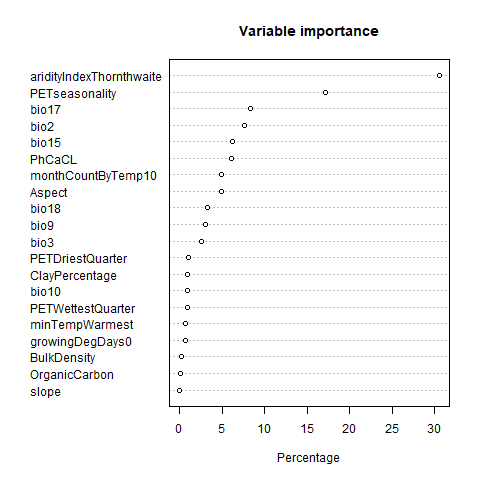 Variable importance
aridityIndexThornthwaite
PETseasonality
bio17
bio2
bio15
PhCaCL
monthCountByTemp10
Aspect
bio18
bio9
bio3
PETDriestQuarter
ClayPercentage
bio10
PETWettestQuarter
minTempWarmest
growingDegDays0
BulkDensity
OrganicCarbon
slope
0 5 10 15 20 25 30
Percentage